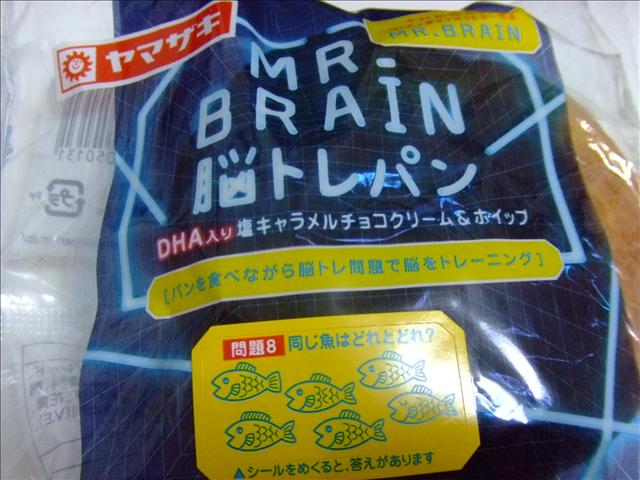 ヤマザキ
MR.BRAIN
MR.
BRAIN
脳トレパン
DHA入り 塩キャラメルチョコクリーム&ホイップ
[パンを食べながら脳トレ問題で脳をトレーニング]
問題8 同じ魚はどれとどれ?
▲シールをめくると、答えがあります
050131
プラ